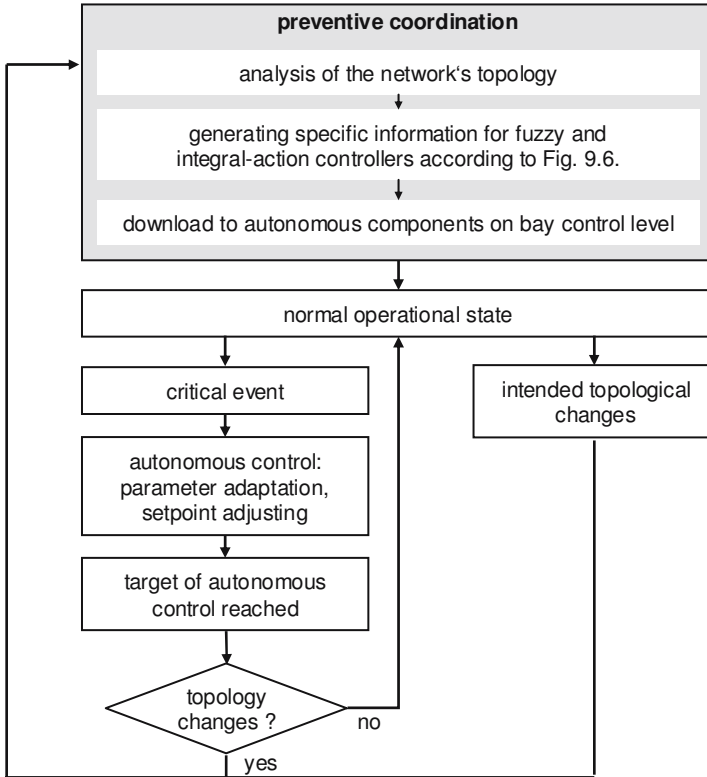 preventive coordination
analysis of the network‘s topology
generating specific information for fuzzy and
integral-action controllers according to Fig. 9.6.
download to autonomous components on bay control level
normal operational state
critical event
intended topological
changes
autonomous control:
parameter adaptation,
setpoint adjusting
target of autonomous
control reached
topology
changes ?
no
yes